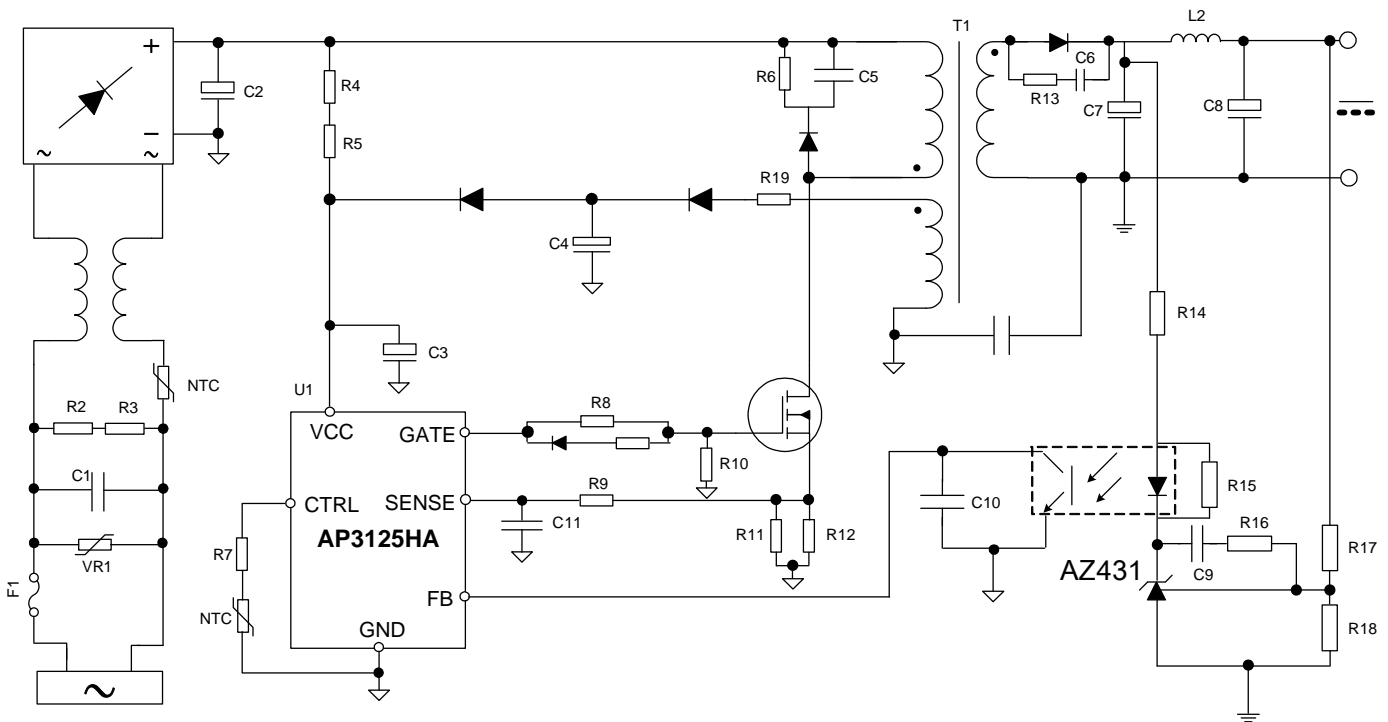 T1
L2
+
C2
R4
R6
C5
C6
R13
C7
C8
−
~
~
R5
R19
C4
R14
C3
NTC
U1
R2
R3
VCC
GATE
R8
R10
C1
CTRL
SENSE
R9
C10
R15
C11
AP3125HA
R11
R12
R16
R17
R7
VR1
AZ431
C9
F1
NTC
FB
GND
R18
~